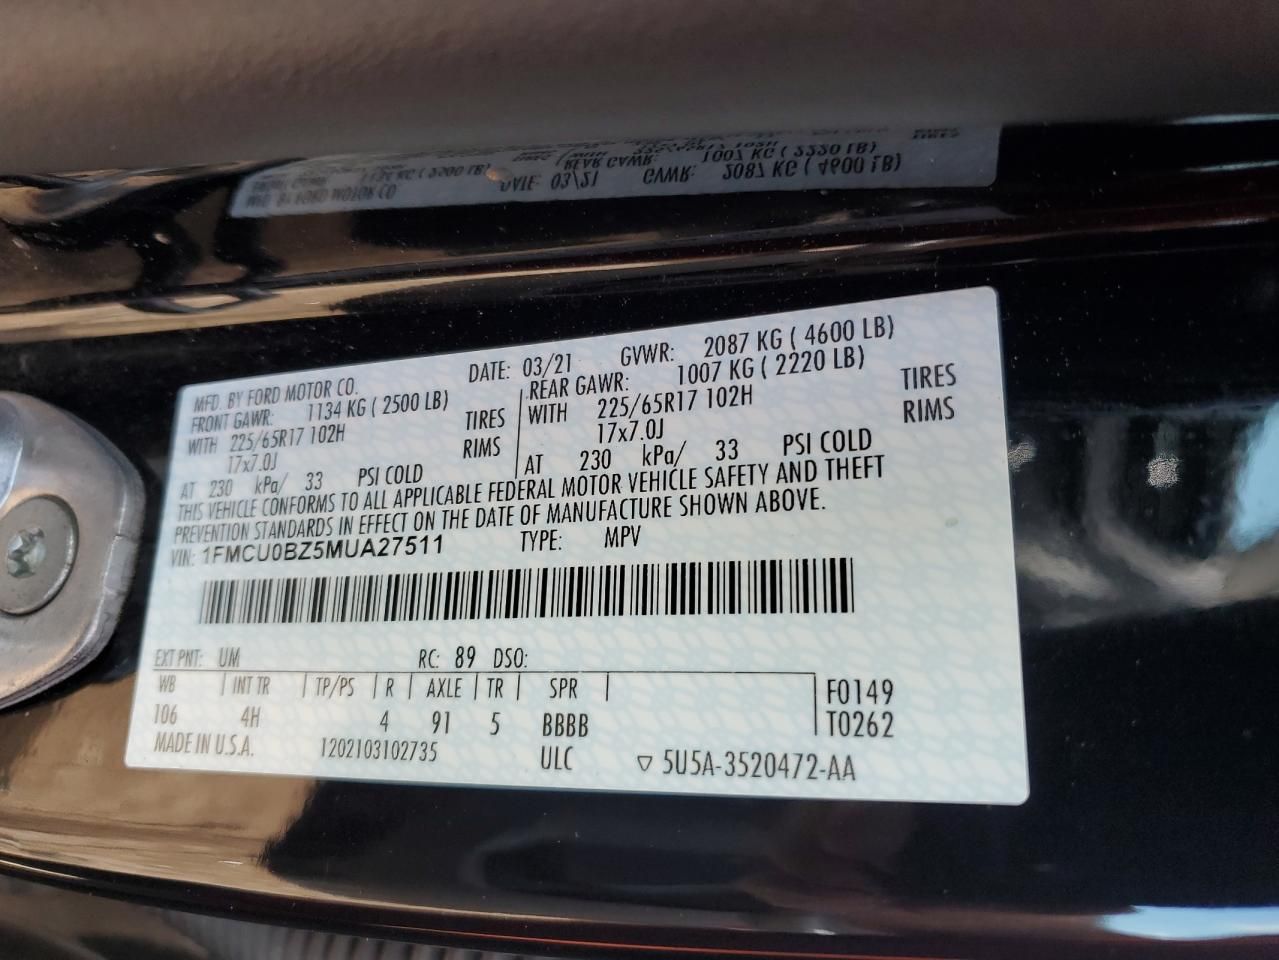 MFD. BY FORD MOTOR CO.
DATE: 03/21 GVWR: 2087 KG ( 4600 LB)
FRONT GAWR: 1134 KG ( 2500 LB) REAR GAWR: 1007 KG ( 2220 LB)
WITH 225/65R17 102H TIRES WITH 225/65R17 102H TIRES
17x7.0J RIMS 17x7.0J RIMS
AT 230 kPa/ 33 PSI COLD AT 230 kPa/ 33 PSI COLD
THIS VEHICLE CONFORMS TO ALL APPLICABLE FEDERAL MOTOR VEHICLE SAFETY AND THEFT
PREVENTION STANDARDS IN EFFECT ON THE DATE OF MANUFACTURE SHOWN ABOVE.
VIN: 1FMCU0BZ5MUA27511 TYPE: MPV
EXT PNT: UM RC: 89 DSO:
WB INT TR TP/PS R AXLE TR SPR F0149
106 4H 4 91 5 BBBB T0262
MADE IN U.S.A. 1202103102735 ULC ▽ 5U5A-3520472-AA